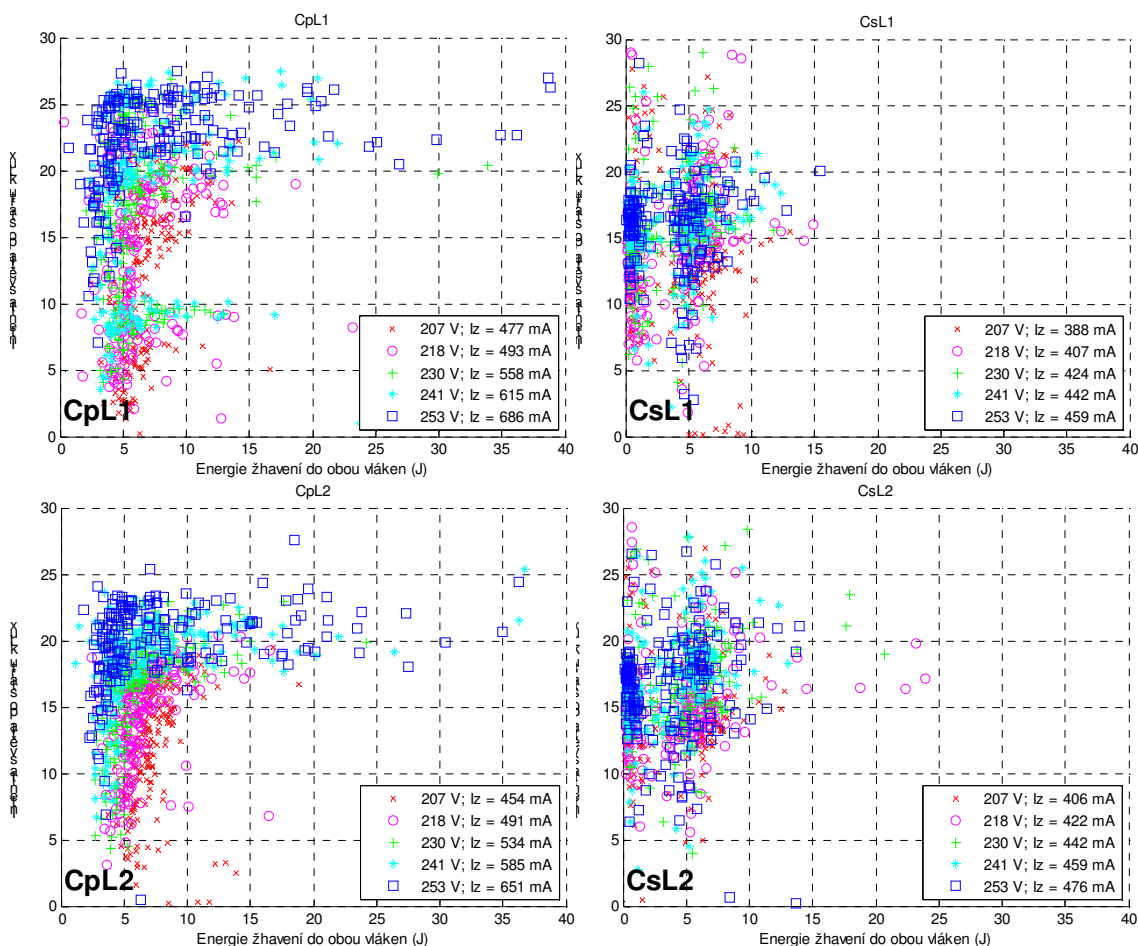 CpL1
30
25
20
15
10
5
0
0 5 10 15 20 25 30 35 40
Energie žhavení do obou vláken (J)
207 V; Iz = 477 mA
218 V; Iz = 493 mA
230 V; Iz = 558 mA
241 V; Iz = 615 mA
253 V; Iz = 686 mA
CpL1
CsL1
30
25
20
15
10
5
0
0 5 10 15 20 25 30 35 40
Energie žhavení do obou vláken (J)
207 V; Iz = 388 mA
218 V; Iz = 407 mA
230 V; Iz = 424 mA
241 V; Iz = 442 mA
253 V; Iz = 459 mA
CsL1
CpL2
30
25
20
15
10
5
0
0 5 10 15 20 25 30 35 40
Energie žhavení do obou vláken (J)
207 V; Iz = 454 mA
218 V; Iz = 491 mA
230 V; Iz = 534 mA
241 V; Iz = 585 mA
253 V; Iz = 651 mA
CpL2
CsL2
30
25
20
15
10
5
0
0 5 10 15 20 25 30 35 40
Energie žhavení do obou vláken (J)
207 V; Iz = 406 mA
218 V; Iz = 422 mA
230 V; Iz = 442 mA
241 V; Iz = 459 mA
253 V; Iz = 476 mA
CsL2